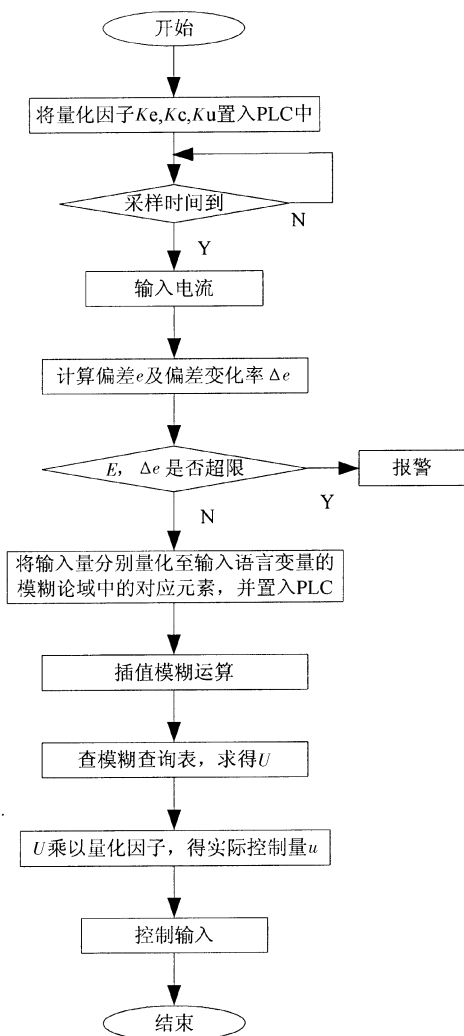 开始
将量化因子Ke,Kc,Ku置入PLC中
采样时间到
N
Y
输入电流
计算偏差e及偏差变化率 Δe
E， Δe 是否超限
报警
Y
N
将输入量分别量化至输入语言变量的
模糊论域中的对应元素，并置入PLC
插值模糊运算
查模糊查询表，求得U
U乘以量化因子，得实际控制量u
控制输入
结束